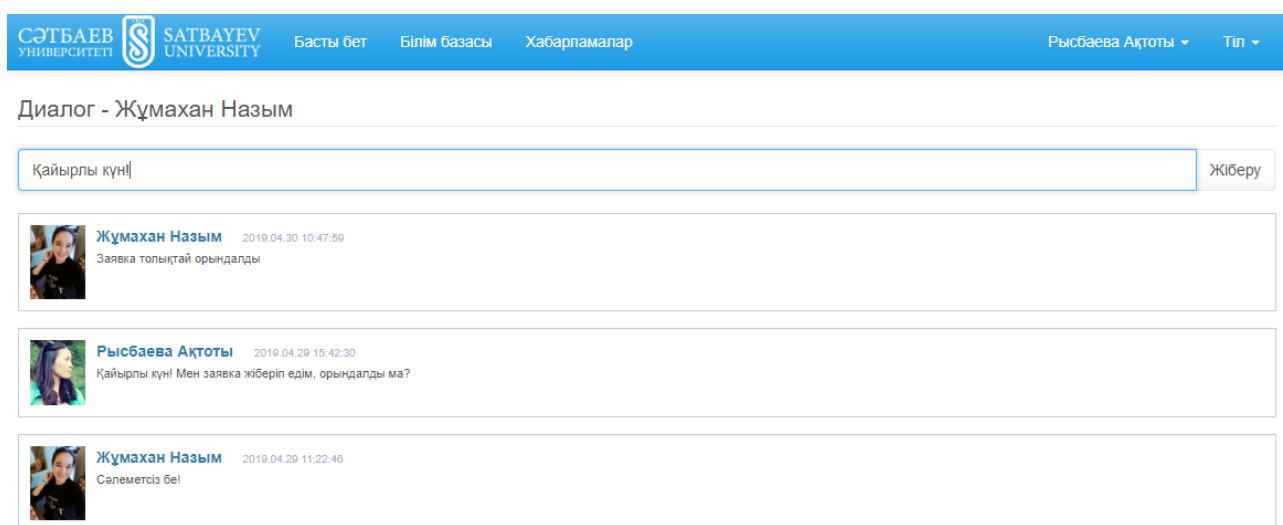 СӘТБАЕВ УНИВЕРСИТЕТІ SATBAYEV UNIVERSITY Басты бет Білім базасы Хабарламалар Рысбаева Ақтоты Тіл
Диалог - Жұмахан Назым
Қайырлы күн! Жіберу
Жұмахан Назым 2019.04.30 10:47:59
Заявка толықтай орындалды
Рысбаева Ақтоты 2019.04.29 15:42:30
Қайырлы күн! Мен заявка жіберіп едім, орындалды ма?
Жұмахан Назым 2019.04.29 11:22:46
Сәлеметсіз бе!